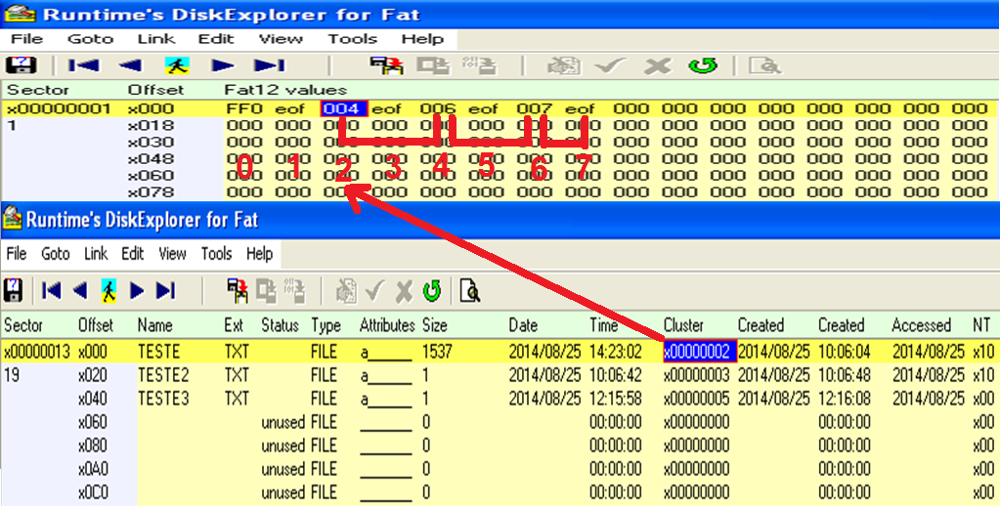 Runtime's DiskExplorer for Fat
File Goto Link Edit View Tools Help
Sector Offset Fat12 values
x00000001 x000 FF0 eof 004 eof 006 eof 007 eof 000 000 000 000 000 000 000 000
1 x018 000 000 000 000 000 000 000 000 000 000 000 000 000 000 000 000
x030 000 000 000 000 000 000 000 000 000 000 000 000 000 000 000 000
x048 000 000 000 000 000 000 000 000 000 000 000 000 000 000 000 000
0 1 2 3 4 5 6 7
x060 000 000 000 000 000 000 000 000 000 000 000 000 000 000 000 000
x078 000 000 000 000 000 000 000 000 000 000 000 000 000 000 000 000
Runtime's DiskExplorer for Fat
File Goto Link Edit View Tools Help
Sector Offset Name Ext Status Type Attributes Size Date Time Cluster Created Created Accessed NT
x00000013 x000 TESTE TXT FILE a_____ 1537 2014/08/25 14:23:02 x00000002 2014/08/25 10:06:04 2014/08/25 x10
19 x020 TESTE2 TXT FILE a_____ 1 2014/08/25 10:06:42 x00000003 2014/08/25 10:06:48 2014/08/25 x10
x040 TESTE3 TXT FILE a_____ 1 2014/08/25 12:15:58 x00000005 2014/08/25 12:16:08 2014/08/25 x00
x060 unused FILE ______ 0 00:00:00 x00000000 00:00:00 x00
x080 unused FILE ______ 0 00:00:00 x00000000 00:00:00 x00
x0A0 unused FILE ______ 0 00:00:00 x00000000 00:00:00 x00
x0C0 unused FILE ______ 0 00:00:00 x00000000 00:00:00 x00